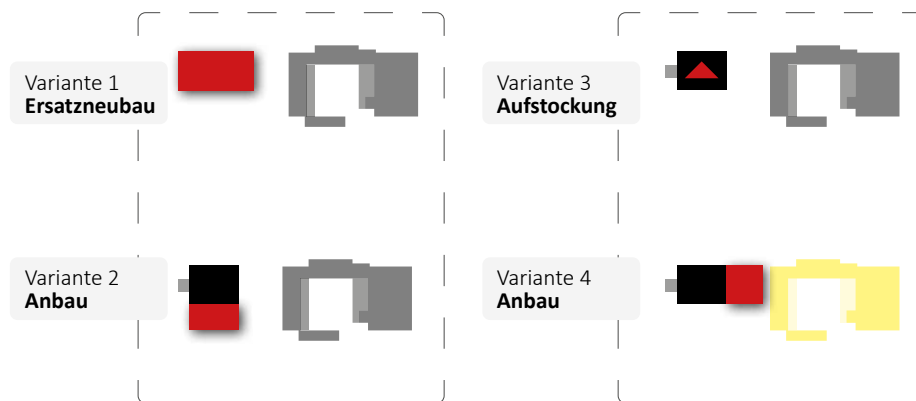 Variante 1
Ersatzneubau
Variante 3
Aufstockung
Variante 2
Anbau
Variante 4
Anbau